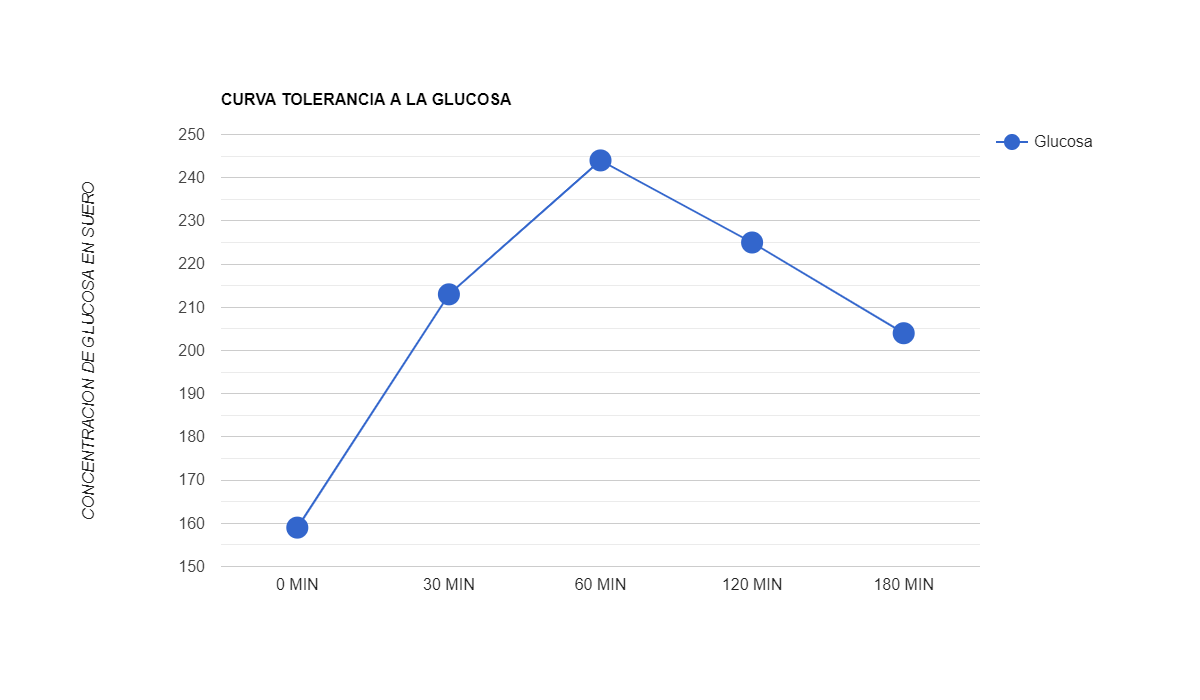 CURVA TOLERANCIA A LA GLUCOSA
Glucosa
CONCENTRACION DE GLUCOSA EN SUERO
250
240
230
220
210
200
190
180
170
160
150
0 MIN
30 MIN
60 MIN
120 MIN
180 MIN